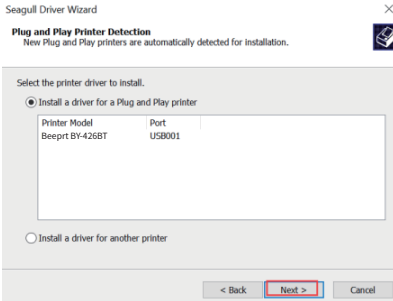 Seagull Driver Wizard
Plug and Play Printer Detection
New Plug and Play printers are automatically detected for installation.
Select the printer driver to install.
Install a driver for a Plug and Play printer
Printer Model Port
Beeprt BY-426BT USB001
Install a driver for another printer
< Back Next > Cancel